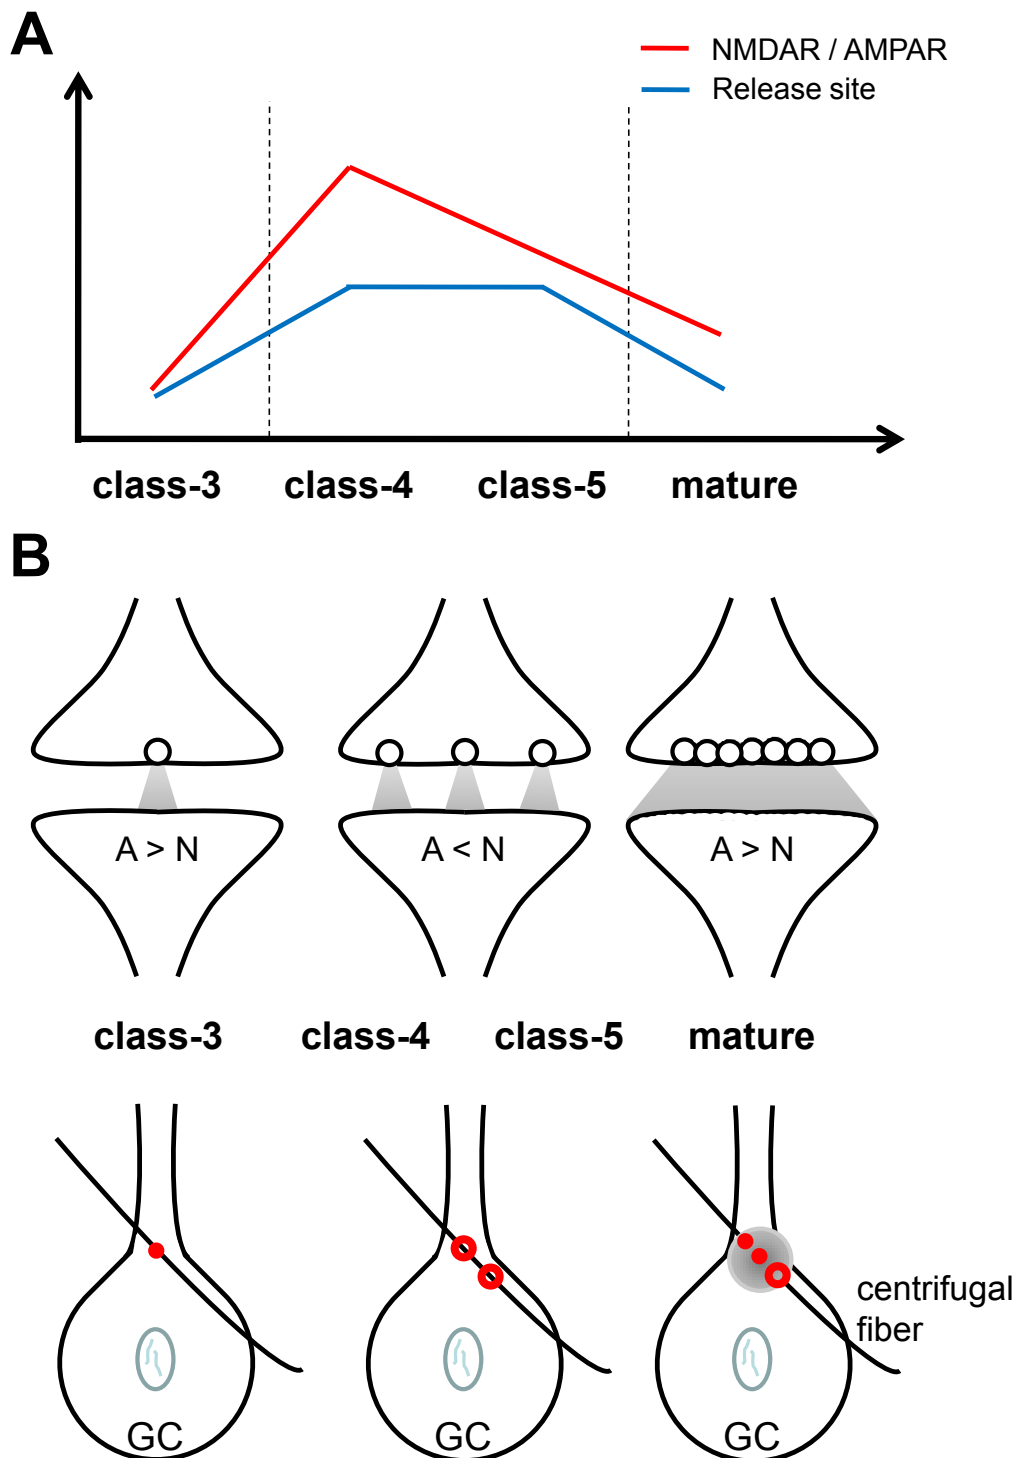 A
NMDAR / AMPAR
Release site
class-3 class-4 class-5 mature
B
A > N A < N A > N
class-3 class-4 class-5 mature
centrifugal
fiber
GC GC GC